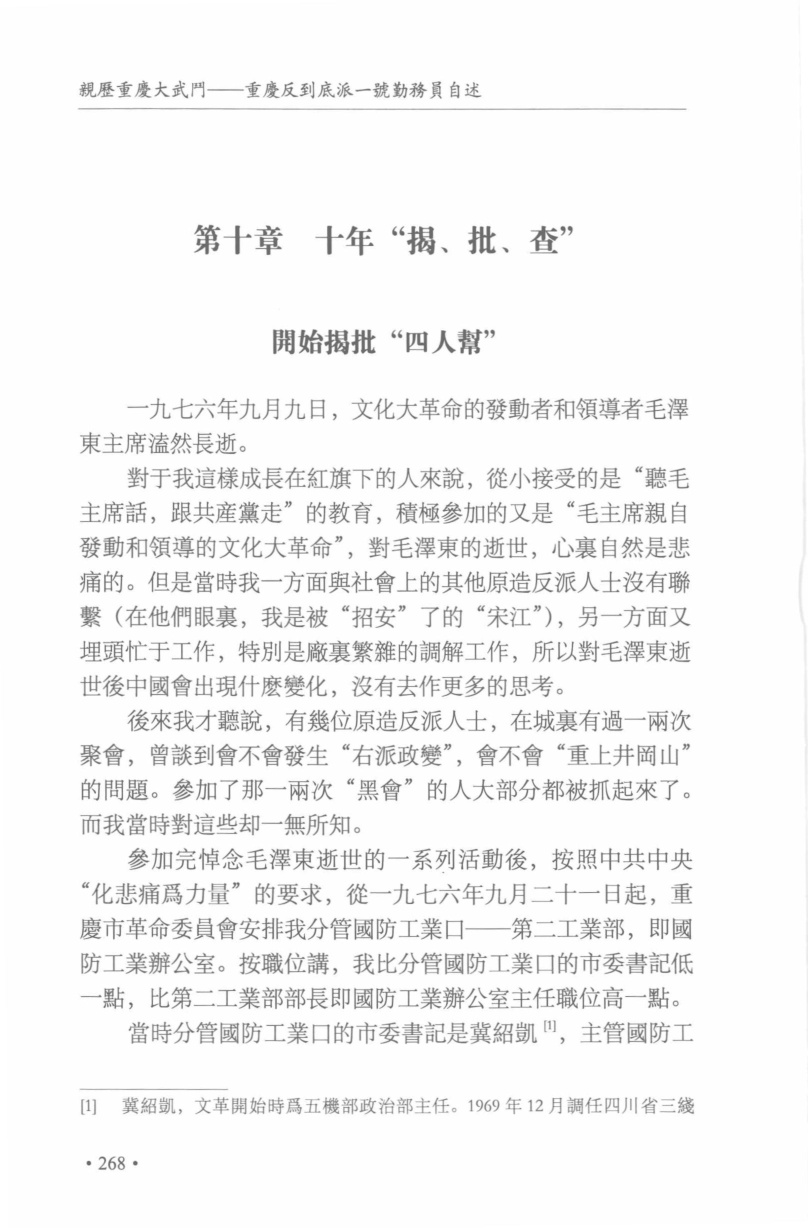 親歷重慶大武鬥——重慶反到底派一號勤務員自述
第十章 十年“揭、批、查”
開始揭批“四人幫”
一九七六年九月九日，文化大革命的發動者和領導者毛澤
東主席溘然長逝。
對于我這樣成長在紅旗下的人來說，從小接受的是“聽毛
主席話，跟共産黨走”的教育，積極參加的又是“毛主席親自
發動和領導的文化大革命”，對毛澤東的逝世，心裏自然是悲
痛的。但是當時我一方面與社會上的其他原造反派人士沒有聯
繫（在他們眼裏，我是被“招安”了的“宋江”），另一方面又
埋頭忙于工作，特別是廠裏繁雜的調解工作，所以對毛澤東逝
世後中國會出現什麽變化，沒有去作更多的思考。
後來我才聽說，有幾位原造反派人士，在城裏有過一兩次
聚會，曾談到會不會發生“右派政變”，會不會“重上井岡山”
的問題。參加了那一兩次“黑會”的人大部分都被抓起來了。
而我當時對這些却一無所知。
參加完悼念毛澤東逝世的一系列活動後，按照中共中央
“化悲痛爲力量”的要求，從一九七六年九月二十一日起，重
慶市革命委員會安排我分管國防工業口——第二工業部，即國
防工業辦公室。按職位講，我比分管國防工業口的市委書記低
一點，比第二工業部部長即國防工業辦公室主任職位高一點。
當時分管國防工業口的市委書記是冀紹凱[1]，主管國防工
[1] 冀紹凱，文革開始時爲五機部政治部主任。1969年12月調任四川省三綫
·268·